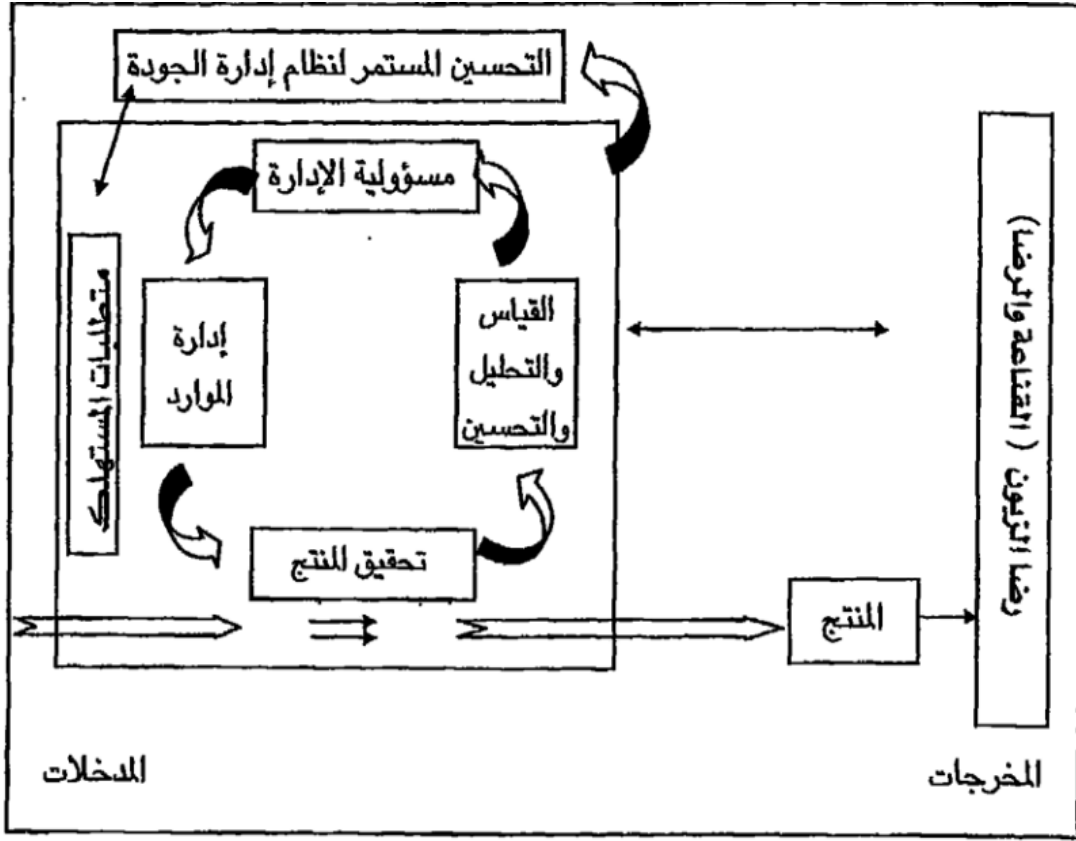 التحسين المستمر لنظام إدارة الجودة
مسؤولية الإدارة
متطلبات المستهلك
إدارة
الموارد
القياس
والتحليل
والتحسين
رضا الزبون (القناعة والرضا)
تحقيق المنتج
المنتج
المدخلات
المخرجات